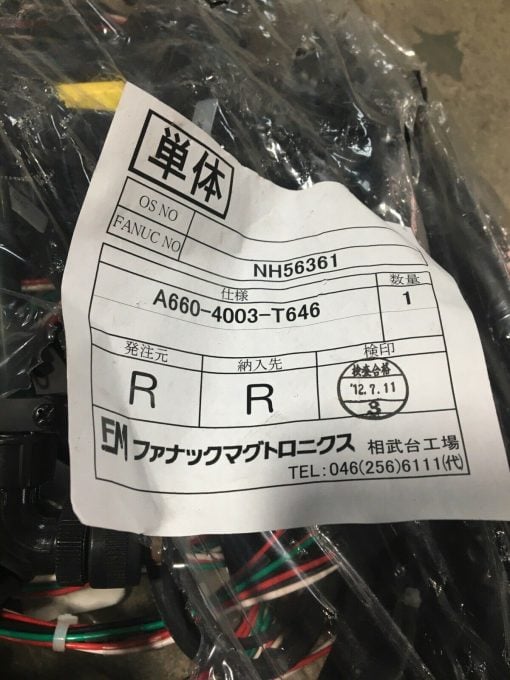 単体
OS NO
FANUC NO
NH56361
仕様
数量
A660-4003-T646
1
発注元
納入先
検印
R
R
検査合格
'12.7.11
3
FM ファナックマグトロニクス 相武台工場
TEL:046(256)6111(代)